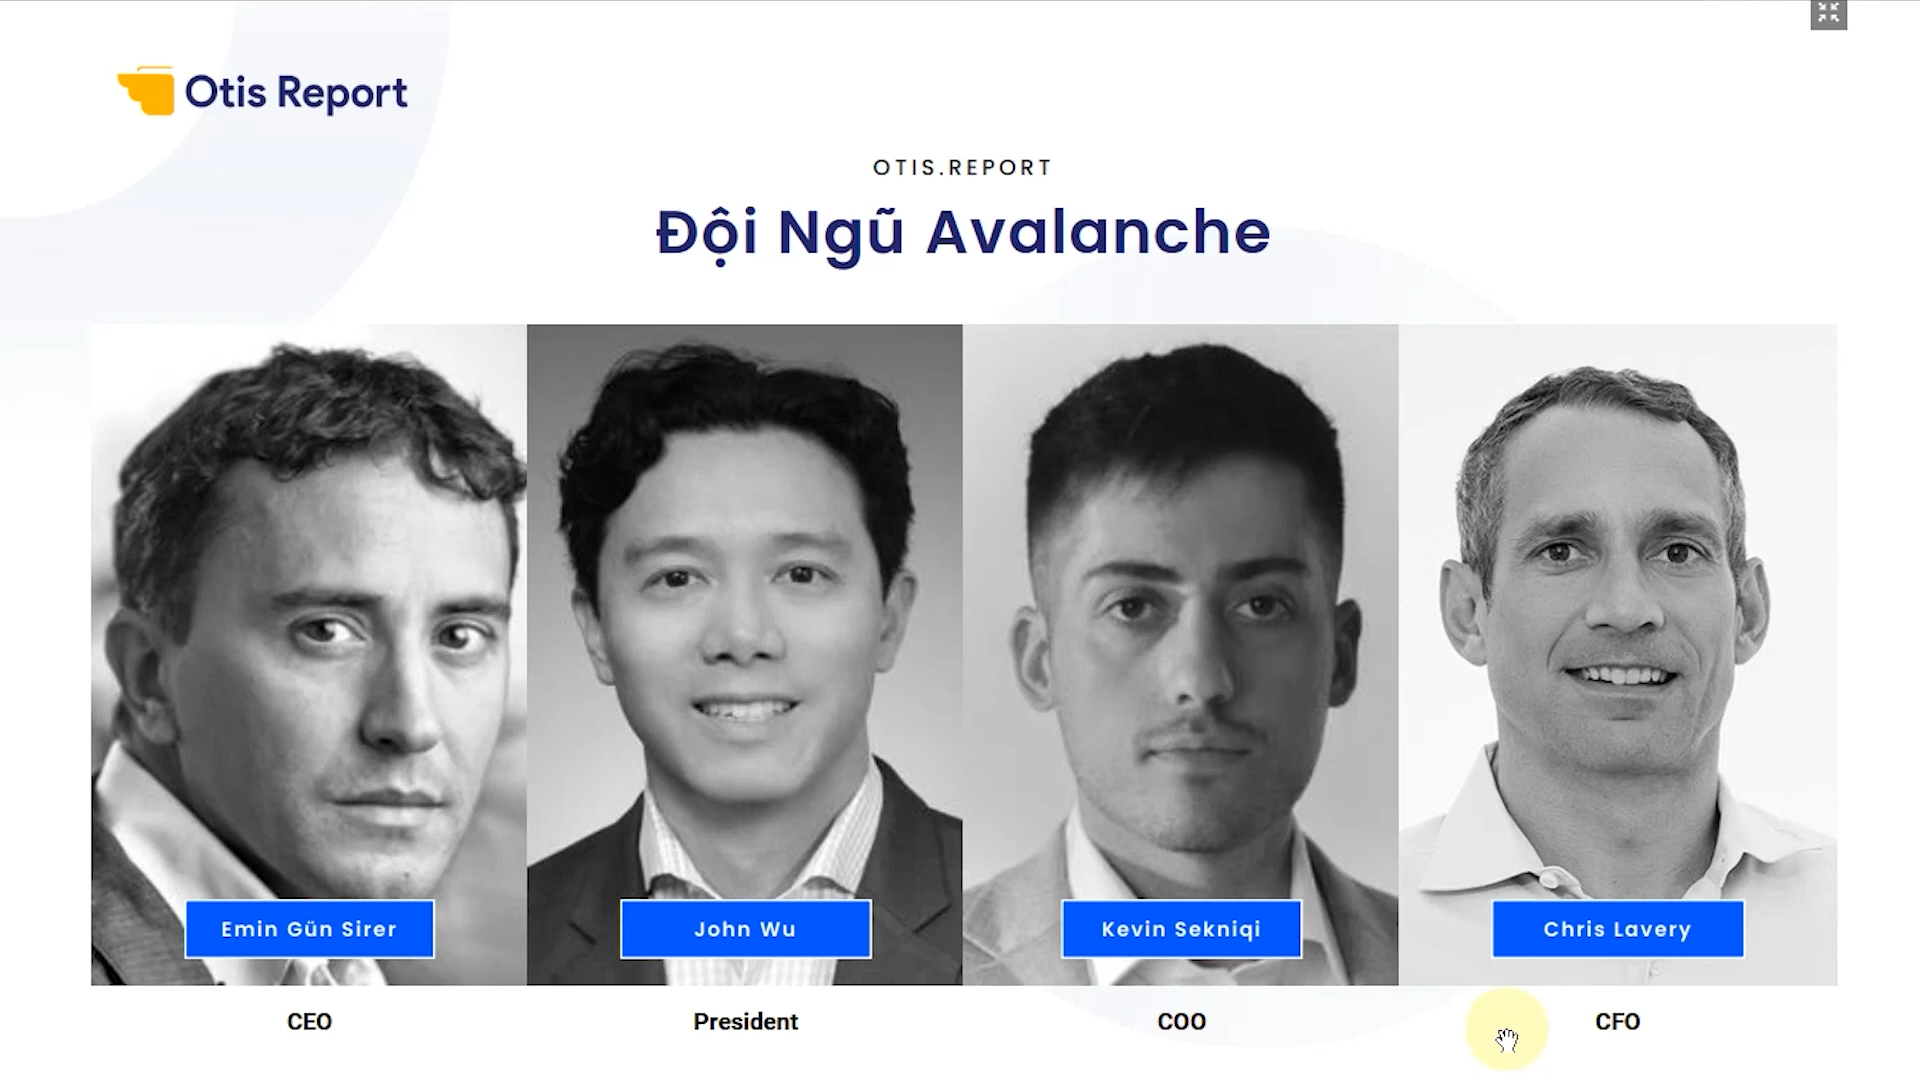 Otis Report
OTIS.REPORT
Đội Ngũ Avalanche
Emin Gün Sirer
John Wu
Kevin Sekniqi
Chris Lavery
CEO
President
COO
CFO